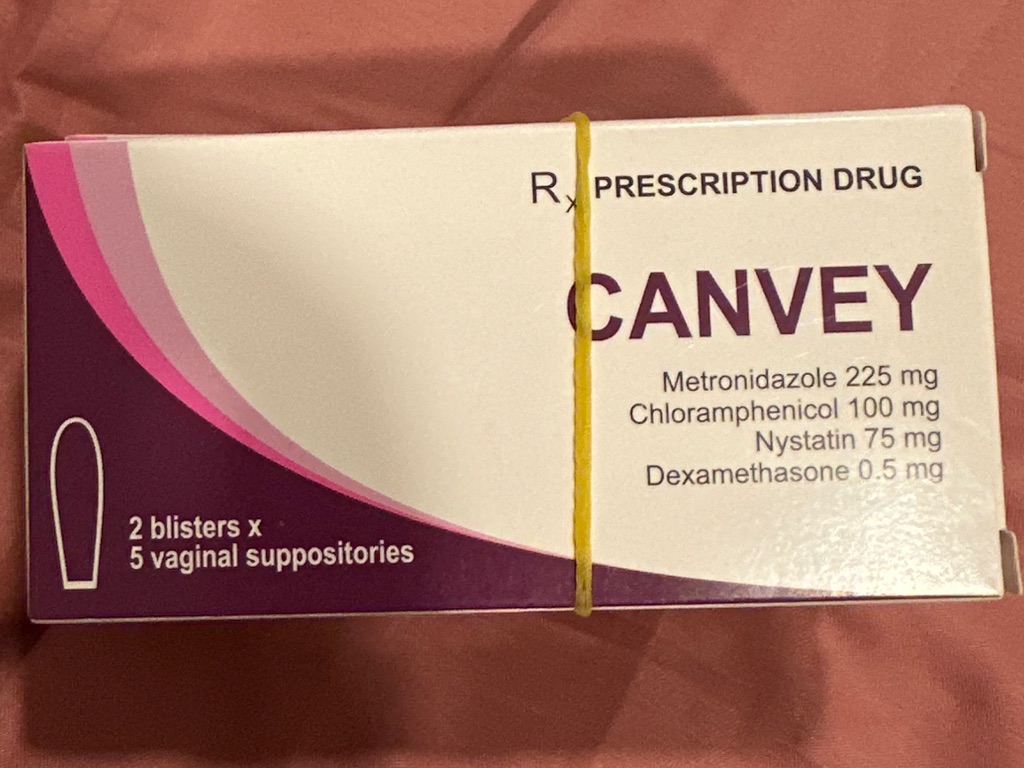 Rx PRESCRIPTION DRUG
CANVEY
Metronidazole 225 mg
Chloramphenicol 100 mg
Nystatin 75 mg
Dexamethasone 0.5 mg
2 blisters x
5 vaginal suppositories